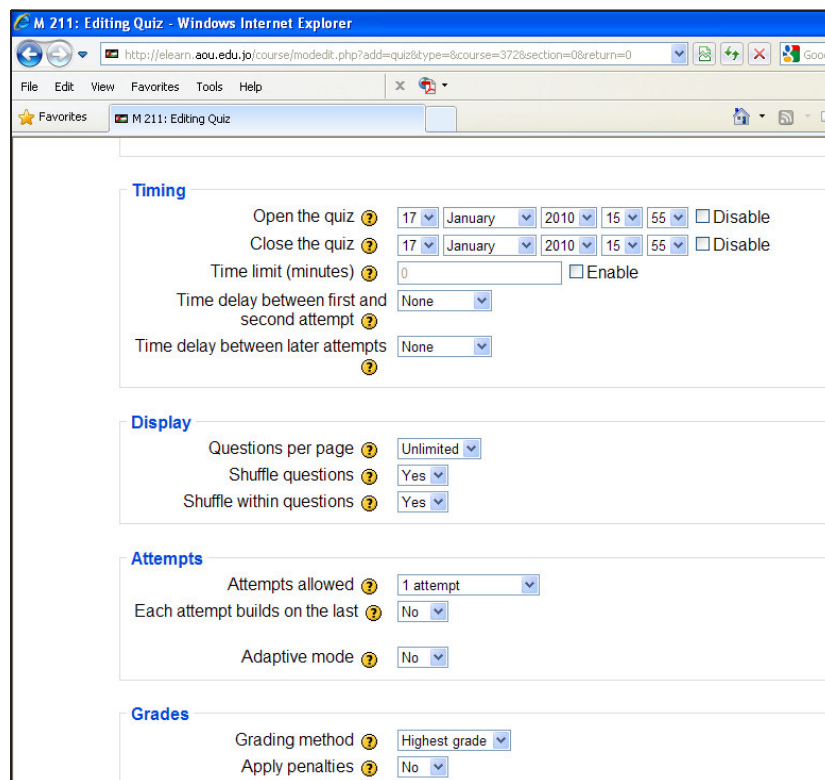 M 211: Editing Quiz - Windows Internet Explorer
http://elearn.aou.edu.jo/course/modedit.php?add=quiz&type=&course=372&section=0&return=0
File Edit View Favorites Tools Help x
Favorites M 211: Editing Quiz
Timing
Open the quiz ? 17 January 2010 15 55 Disable
Close the quiz ? 17 January 2010 15 55 Disable
Time limit (minutes) ? 0 Enable
Time delay between first and None
second attempt ?
Time delay between later attempts None
?
Display
Questions per page ? Unlimited
Shuffle questions ? Yes
Shuffle within questions ? Yes
Attempts
Attempts allowed ? 1 attempt
Each attempt builds on the last ? No
Adaptive mode ? No
Grades
Grading method ? Highest grade
Apply penalties ? No